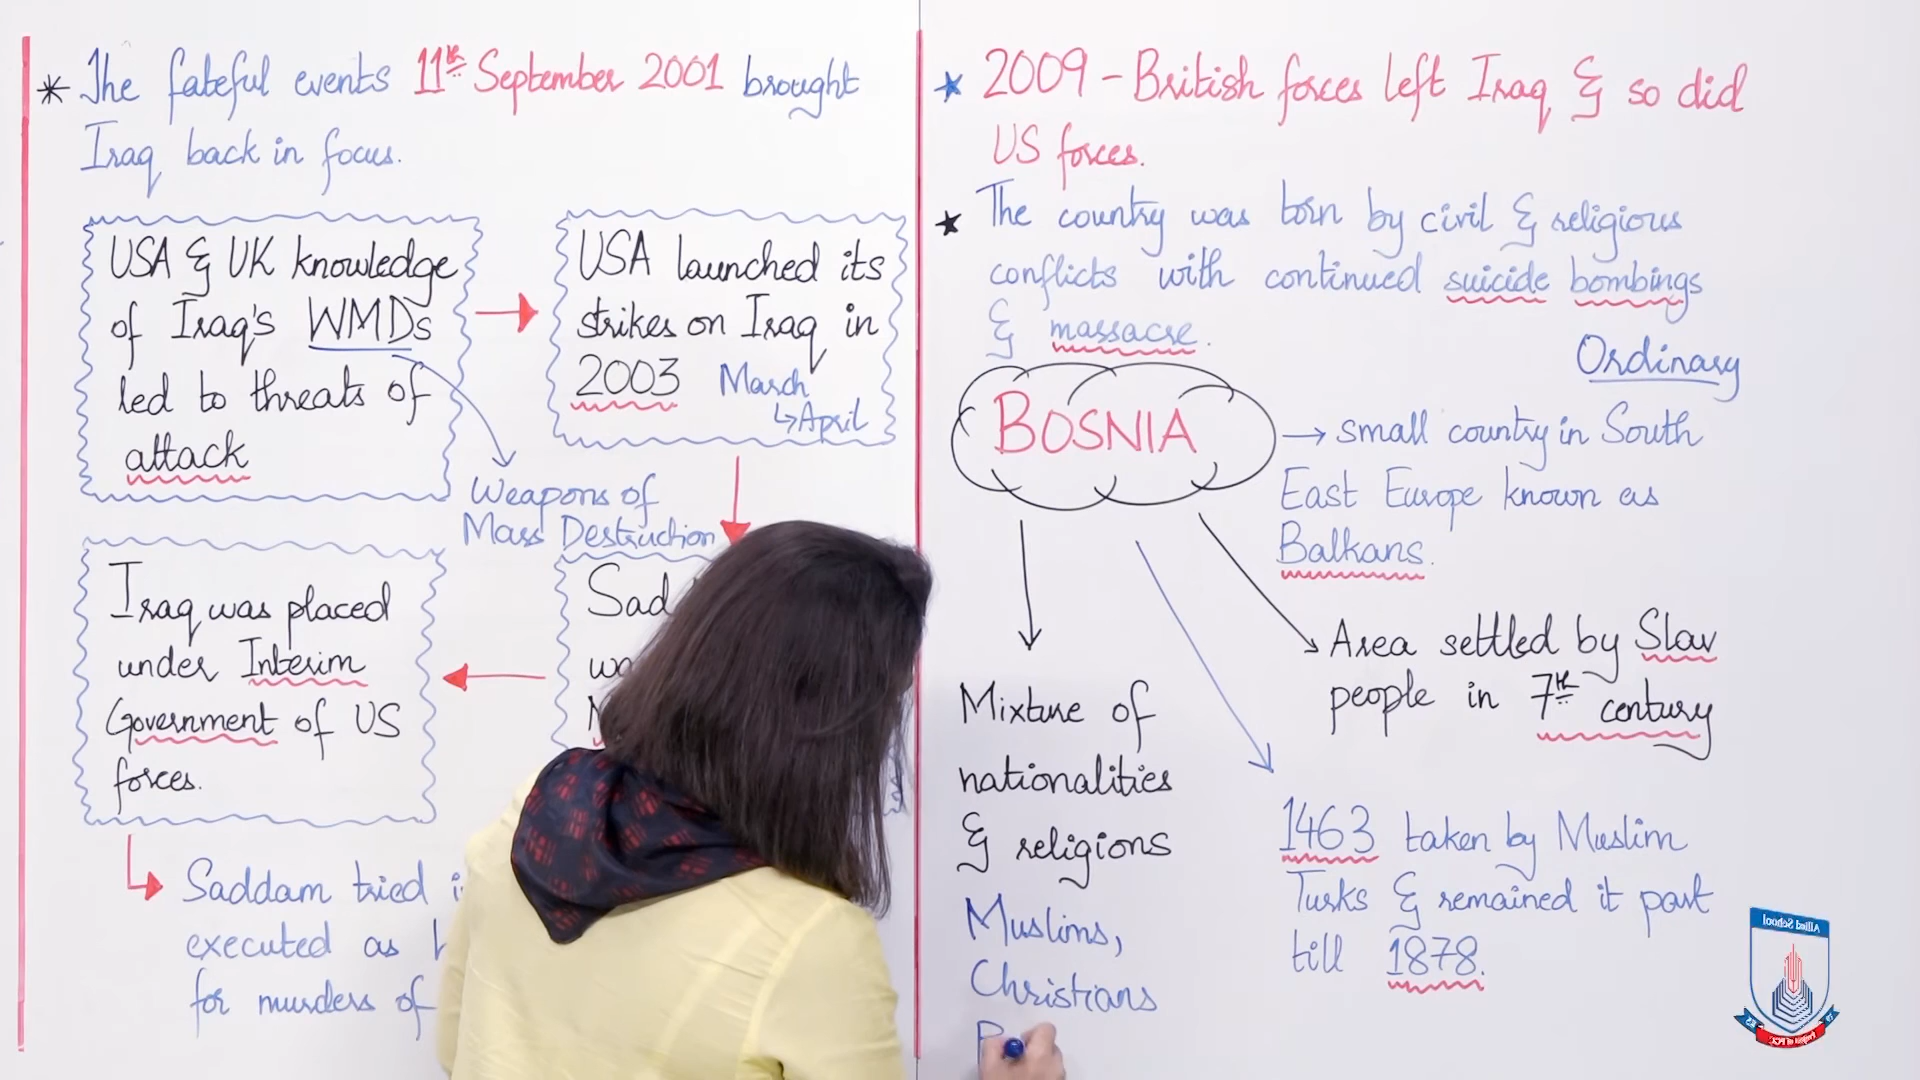 The fateful events 11th September 2001 brought
Iraq back in focus.
USA & UK knowledge
of Iraq's WMDs
led to threats of
attack
Weapons of
Mass Destruction
USA launched its
strikes on Iraq in
2003 March
↳April
Sad
wa
Iraq was placed
under Interim
Government of US
forces.
Saddam tried
executed as
for murders of
2009 - British forces left Iraq & so did
US forces.
The country was torn by civil & religious
conflicts with continued suicide bombings
& massacre.
Ordinary
BOSNIA
→ small country in South
East Europe known as
Balkans.
Area settled by Slav
people in 7th century
1463 taken by Muslim
Turks & remained it part
till 1878.
Mixture of
nationalities
& religions
Muslims,
Christians
Allied School